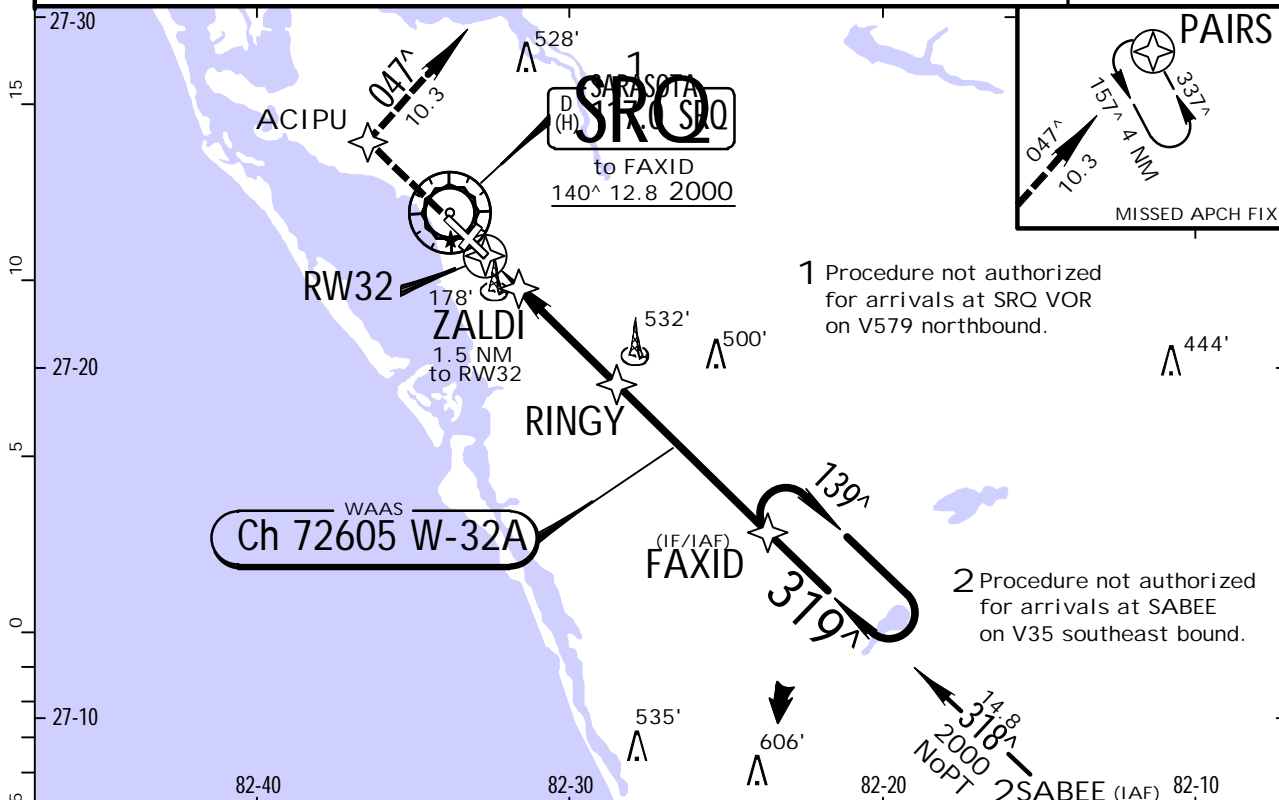 27-30
528'
PAIRS
047^
10.3
15
ACIPU
1
SARASOTA
D
(H)
117.0 SRQ
SRQ
to FAXID
140^ 12.8 2000
337^
157^ 4 NM
047^
10.3
MISSED APCH FIX
10
RW32
178'
ZALDI
1.5 NM
to RW32
532'
500'
1 Procedure not authorized
for arrivals at SRQ VOR
on V579 northbound.
444'
27-20
RINGY
5
139^
WAAS
Ch 72605 W-32A
(IF/IAF)
FAXID
319^
2 Procedure not authorized
for arrivals at SABEE
on V35 southeast bound.
0
27-10
535'
606'
14.8
318^
2000
NoPT
5
82-40
82-30
82-20
2SABEE (IAF)
82-10